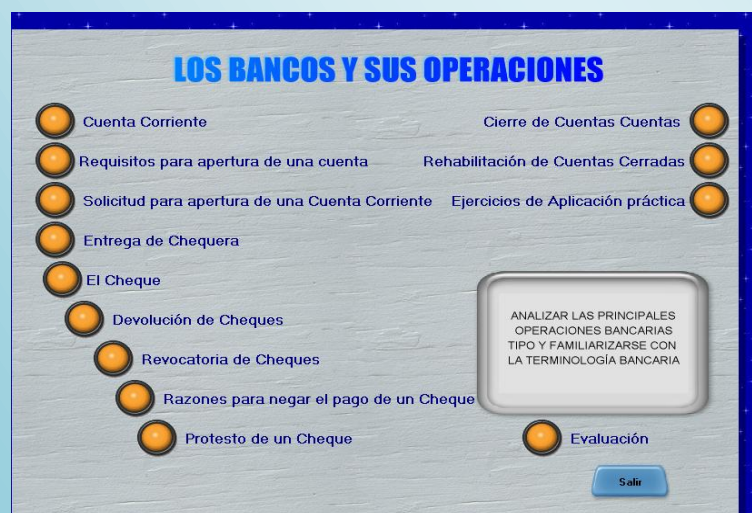 LOS BANCOS Y SUS OPERACIONES
Cuenta Corriente
Requisitos para apertura de una cuenta
Solicitud para apertura de una Cuenta Corriente
Entrega de Chequera
El Cheque
Devolución de Cheques
Revocatoria de Cheques
Razones para negar el pago de un Cheque
Protesto de un Cheque
Cierre de Cuentas Cuentas
Rehabilitación de Cuentas Cerradas
Ejercicios de Aplicación práctica
ANALIZAR LAS PRINCIPALES
OPERACIONES BANCARIAS
TIPO Y FAMILIARIZARSE CON
LA TERMINOLOGÍA BANCARIA
Evaluación
Salir